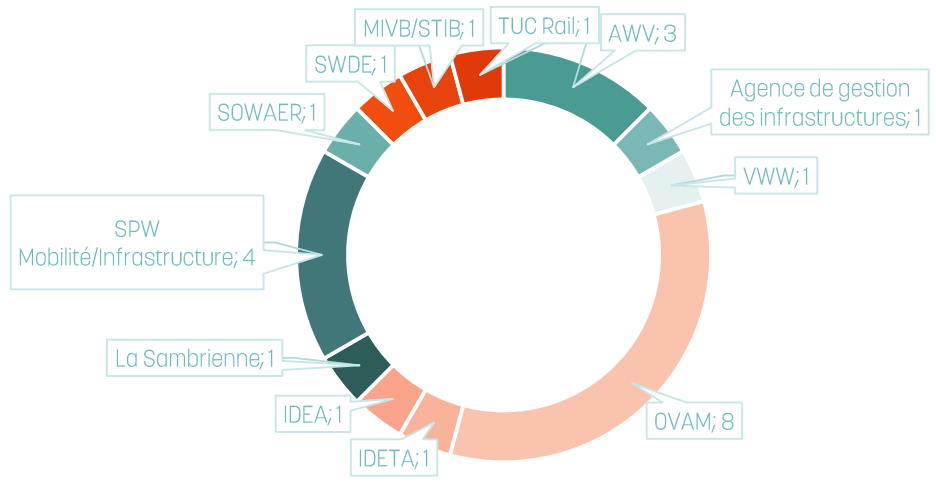 MIVB/STIB; 1
TUC Rail; 1
AWV; 3
SWDE; 1
Agence de gestion
des infrastructures; 1
SOWAER; 1
VWW; 1
SPW
Mobilité/Infrastructure; 4
La Sambrienne; 1
IDEA; 1
OVAM; 8
IDETA; 1